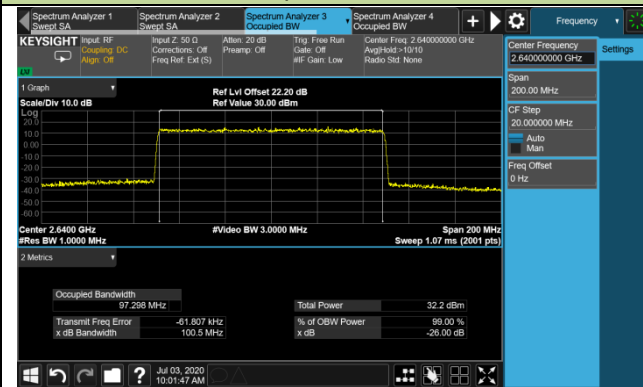 Spectrum Analyzer 1
Swept SA
Spectrum Analyzer 2
Swept SA
Spectrum Analyzer 3
Occupied BW
Spectrum Analyzer 4
Occupied BW
Frequency
KEYSIGHT
Input: RF
Coupling: DC
Align: Off
Input Z: 50 Ω
Corrections: Off
Freq Ref: Ext (S)
Atten: 20 dB
Preamp: Off
Trig: Free Run
Gate: Off
#IF Gain: Low
Center Freq: 2.640000000 GHz
Avg|Hold:>10/10
Radio Std: None
Center Frequency
2.640000000 GHz
Settings
Span
200.00 MHz
CF Step
20.000000 MHz
Auto
Man
Freq Offset
0 Hz
1 Graph
Scale/Div 10.0 dB
Ref Lvl Offset 22.20 dB
Ref Value 30.00 dBm
Log
20.0
10.0
0.00
-10.0
-20.0
-30.0
-40.0
-50.0
-60.0
Center 2.6400 GHz
#Video BW 3.0000 MHz
Span 200 MHz
#Res BW 1.0000 MHz
Sweep 1.07 ms (2001 pts)
2 Metrics
Occupied Bandwidth
97.298 MHz
Total Power 32.2 dBm
Transmit Freq Error -61.807 kHz
% of OBW Power 99.00 %
x dB Bandwidth 100.5 MHz
x dB -26.00 dB
Jul 03, 2020
10:01:47 AM